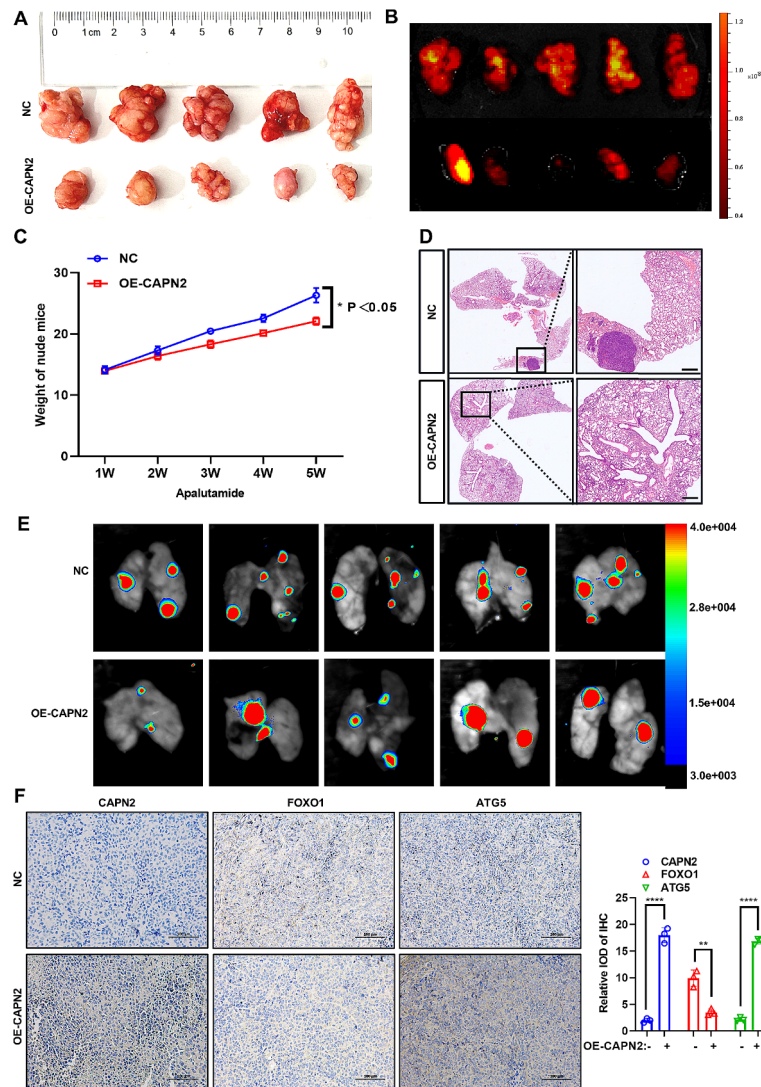 A
0 1cm 2 3 4 5 6 7 8 9 10
NC
OE-CAPN2
B
1.2
1.0
x10⁸
0.8
0.6
0.4
C
NC
OE-CAPN2
Weight of nude mice
30
20
10
0
* P<0.05
1W 2W 3W 4W 5W
Apalutamide
D
NC
OE-CAPN2
E
NC
OE-CAPN2
4.0e+004
2.8e+004
1.5e+004
3.0e+003
F
CAPN2 FOXO1 ATG5
NC
OE-CAPN2
CAPN2
FOXO1
ATG5
Relative IOD of IHC
25
20
15
10
5
0
**** ** ****
OE-CAPN2: - + - + - +